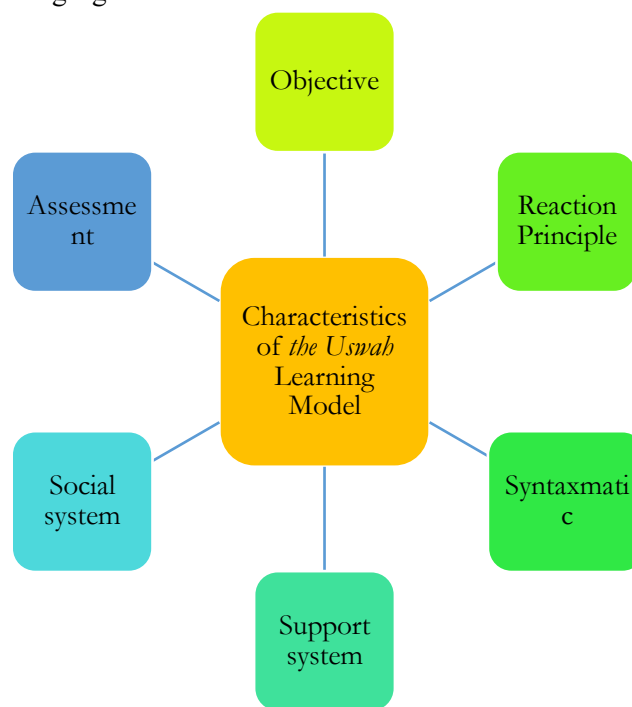 Objective
Assessme
nt
Reaction
Principle
Characteristics
of the Uswah
Learning
Model
Social
system
Syntaxmati
c
Support
system